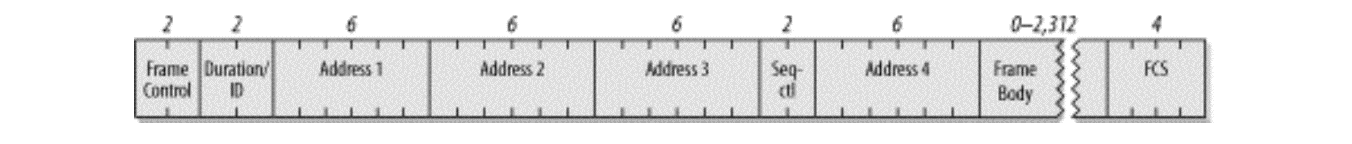 2 2 6 6 6 2 6 0–2,312 4
Frame Control Duration/ ID Address 1 Address 2 Address 3 Seq- ctl Address 4 Frame Body FCS